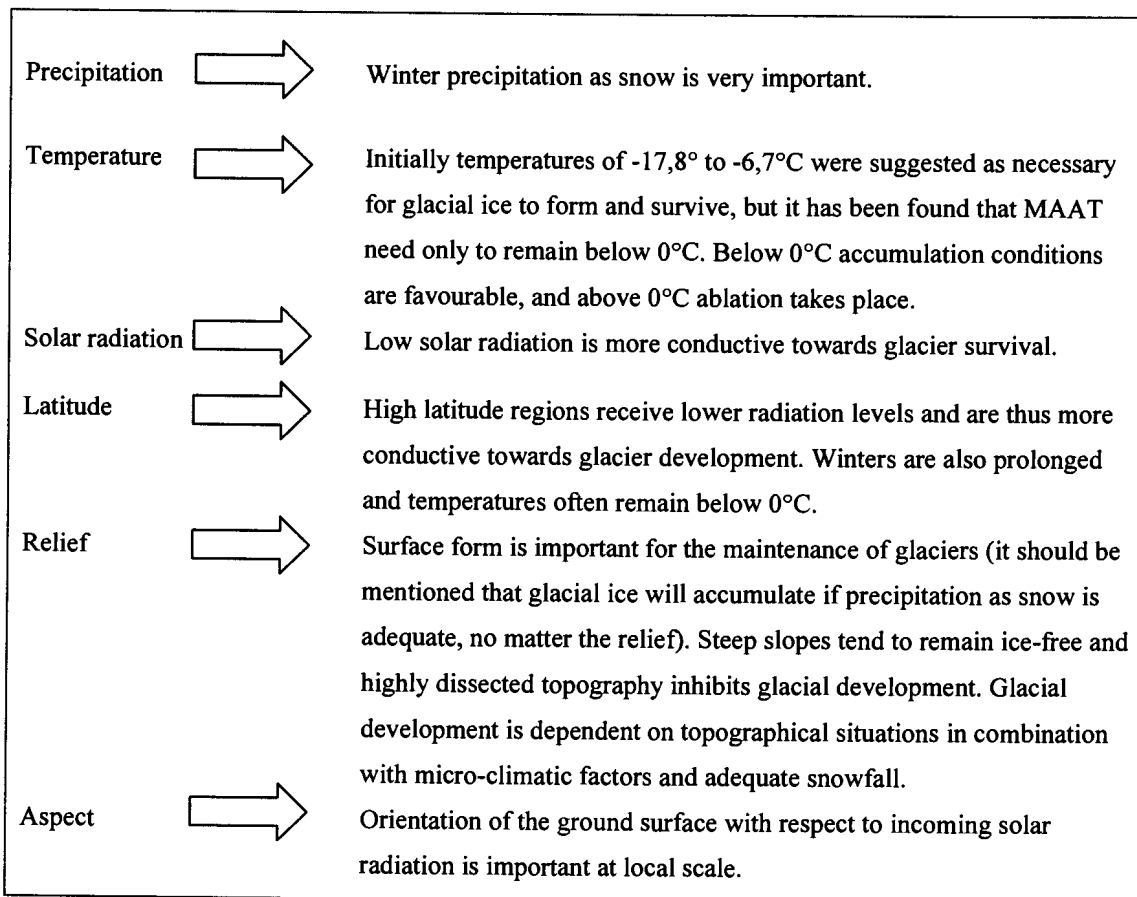 Precipitation Winter precipitation as snow is very important.
Temperature Initially temperatures of -17,8° to -6,7°C were suggested as necessary
for glacial ice to form and survive, but it has been found that MAAT
need only to remain below 0°C. Below 0°C accumulation conditions
are favourable, and above 0°C ablation takes place.
Solar radiation Low solar radiation is more conductive towards glacier survival.
Latitude High latitude regions receive lower radiation levels and are thus more
conductive towards glacier development. Winters are also prolonged
and temperatures often remain below 0°C.
Relief Surface form is important for the maintenance of glaciers (it should be
mentioned that glacial ice will accumulate if precipitation as snow is
adequate, no matter the relief). Steep slopes tend to remain ice-free and
highly dissected topography inhibits glacial development. Glacial
development is dependent on topographical situations in combination
with micro-climatic factors and adequate snowfall.
Aspect Orientation of the ground surface with respect to incoming solar
radiation is important at local scale.